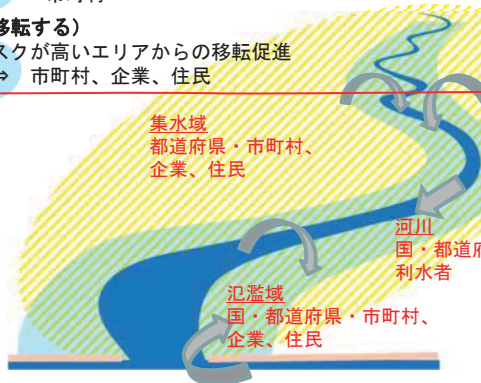 移転する)
スクが高いエリアからの移転促進
市町村、企業、住民
集水域
都道府県・市町村、
企業、住民
河川
国・都道府
利水者
氾濫域
国・都道府県・市町村、
企業、住民